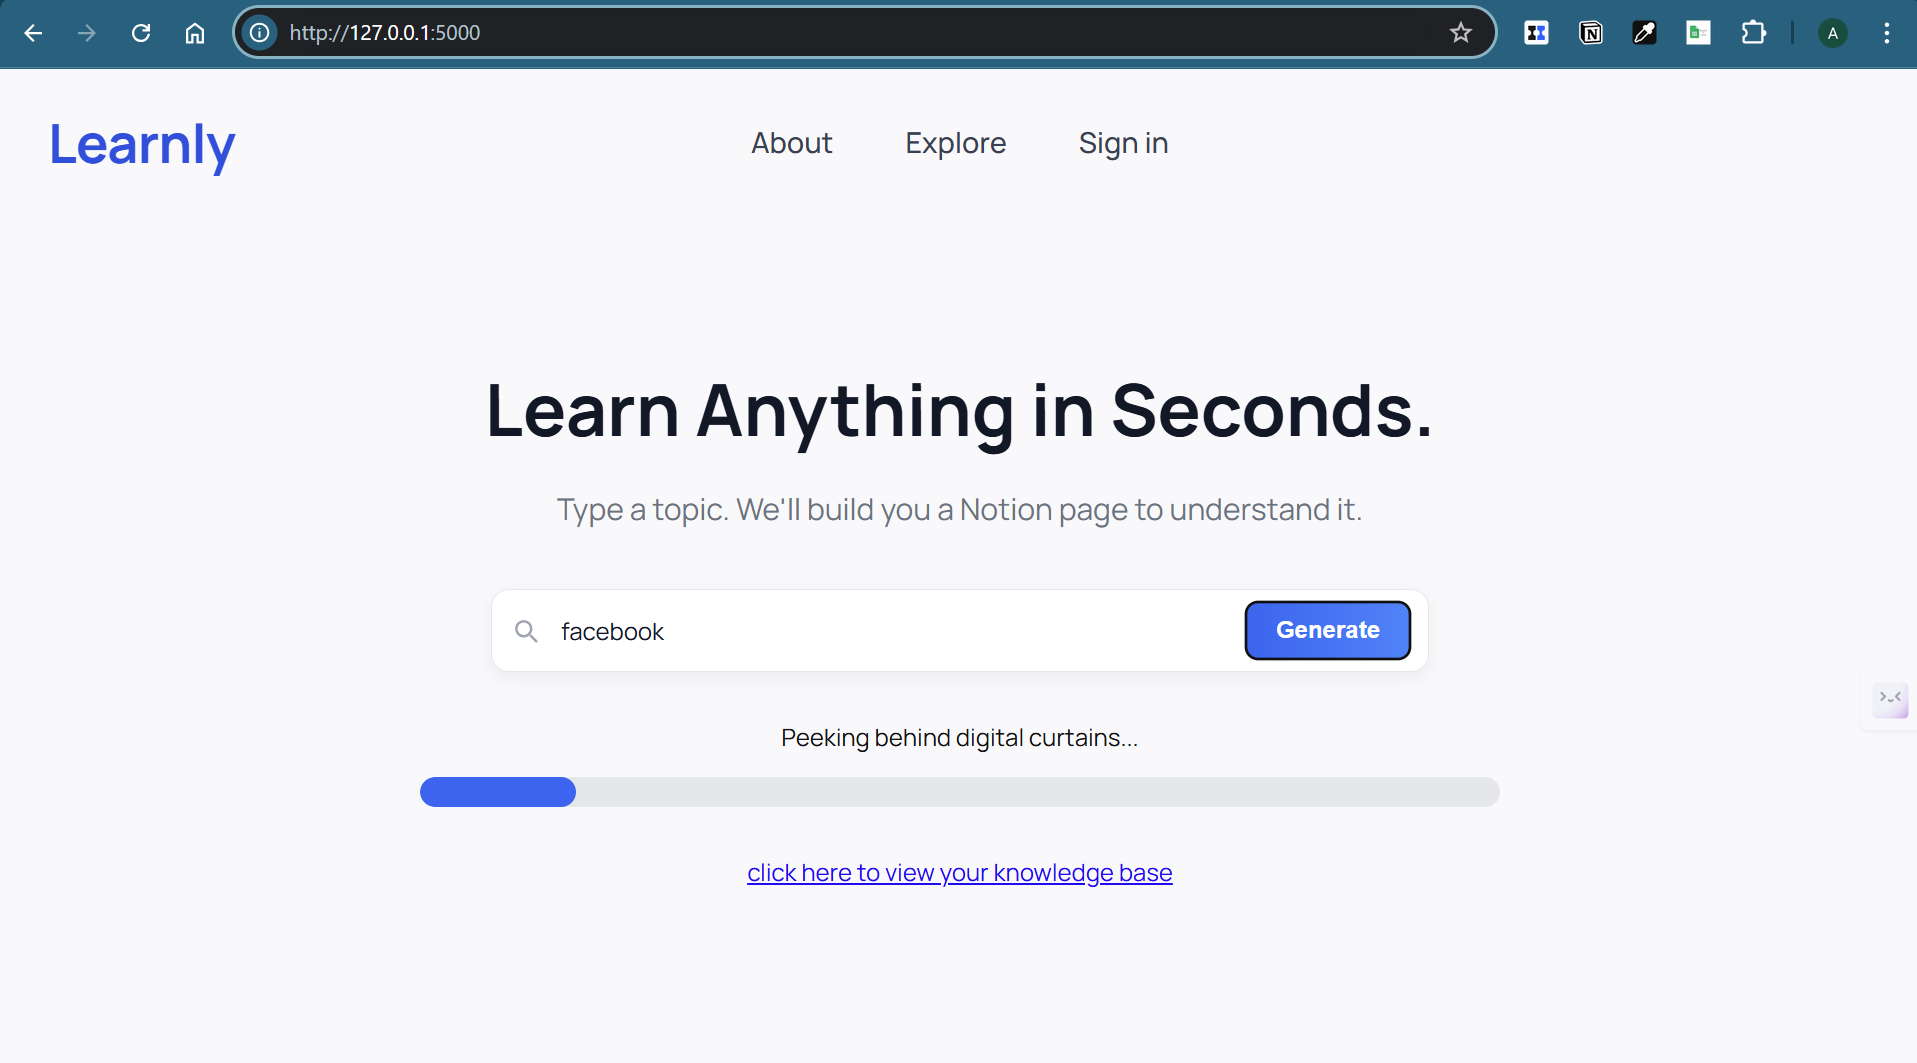 http://127.0.0.1:5000
A
Learnly
About
Explore
Sign in
Learn Anything in Seconds.
Type a topic. We'll build you a Notion page to understand it.
facebook
Generate
Peeking behind digital curtains...
click here to view your knowledge base